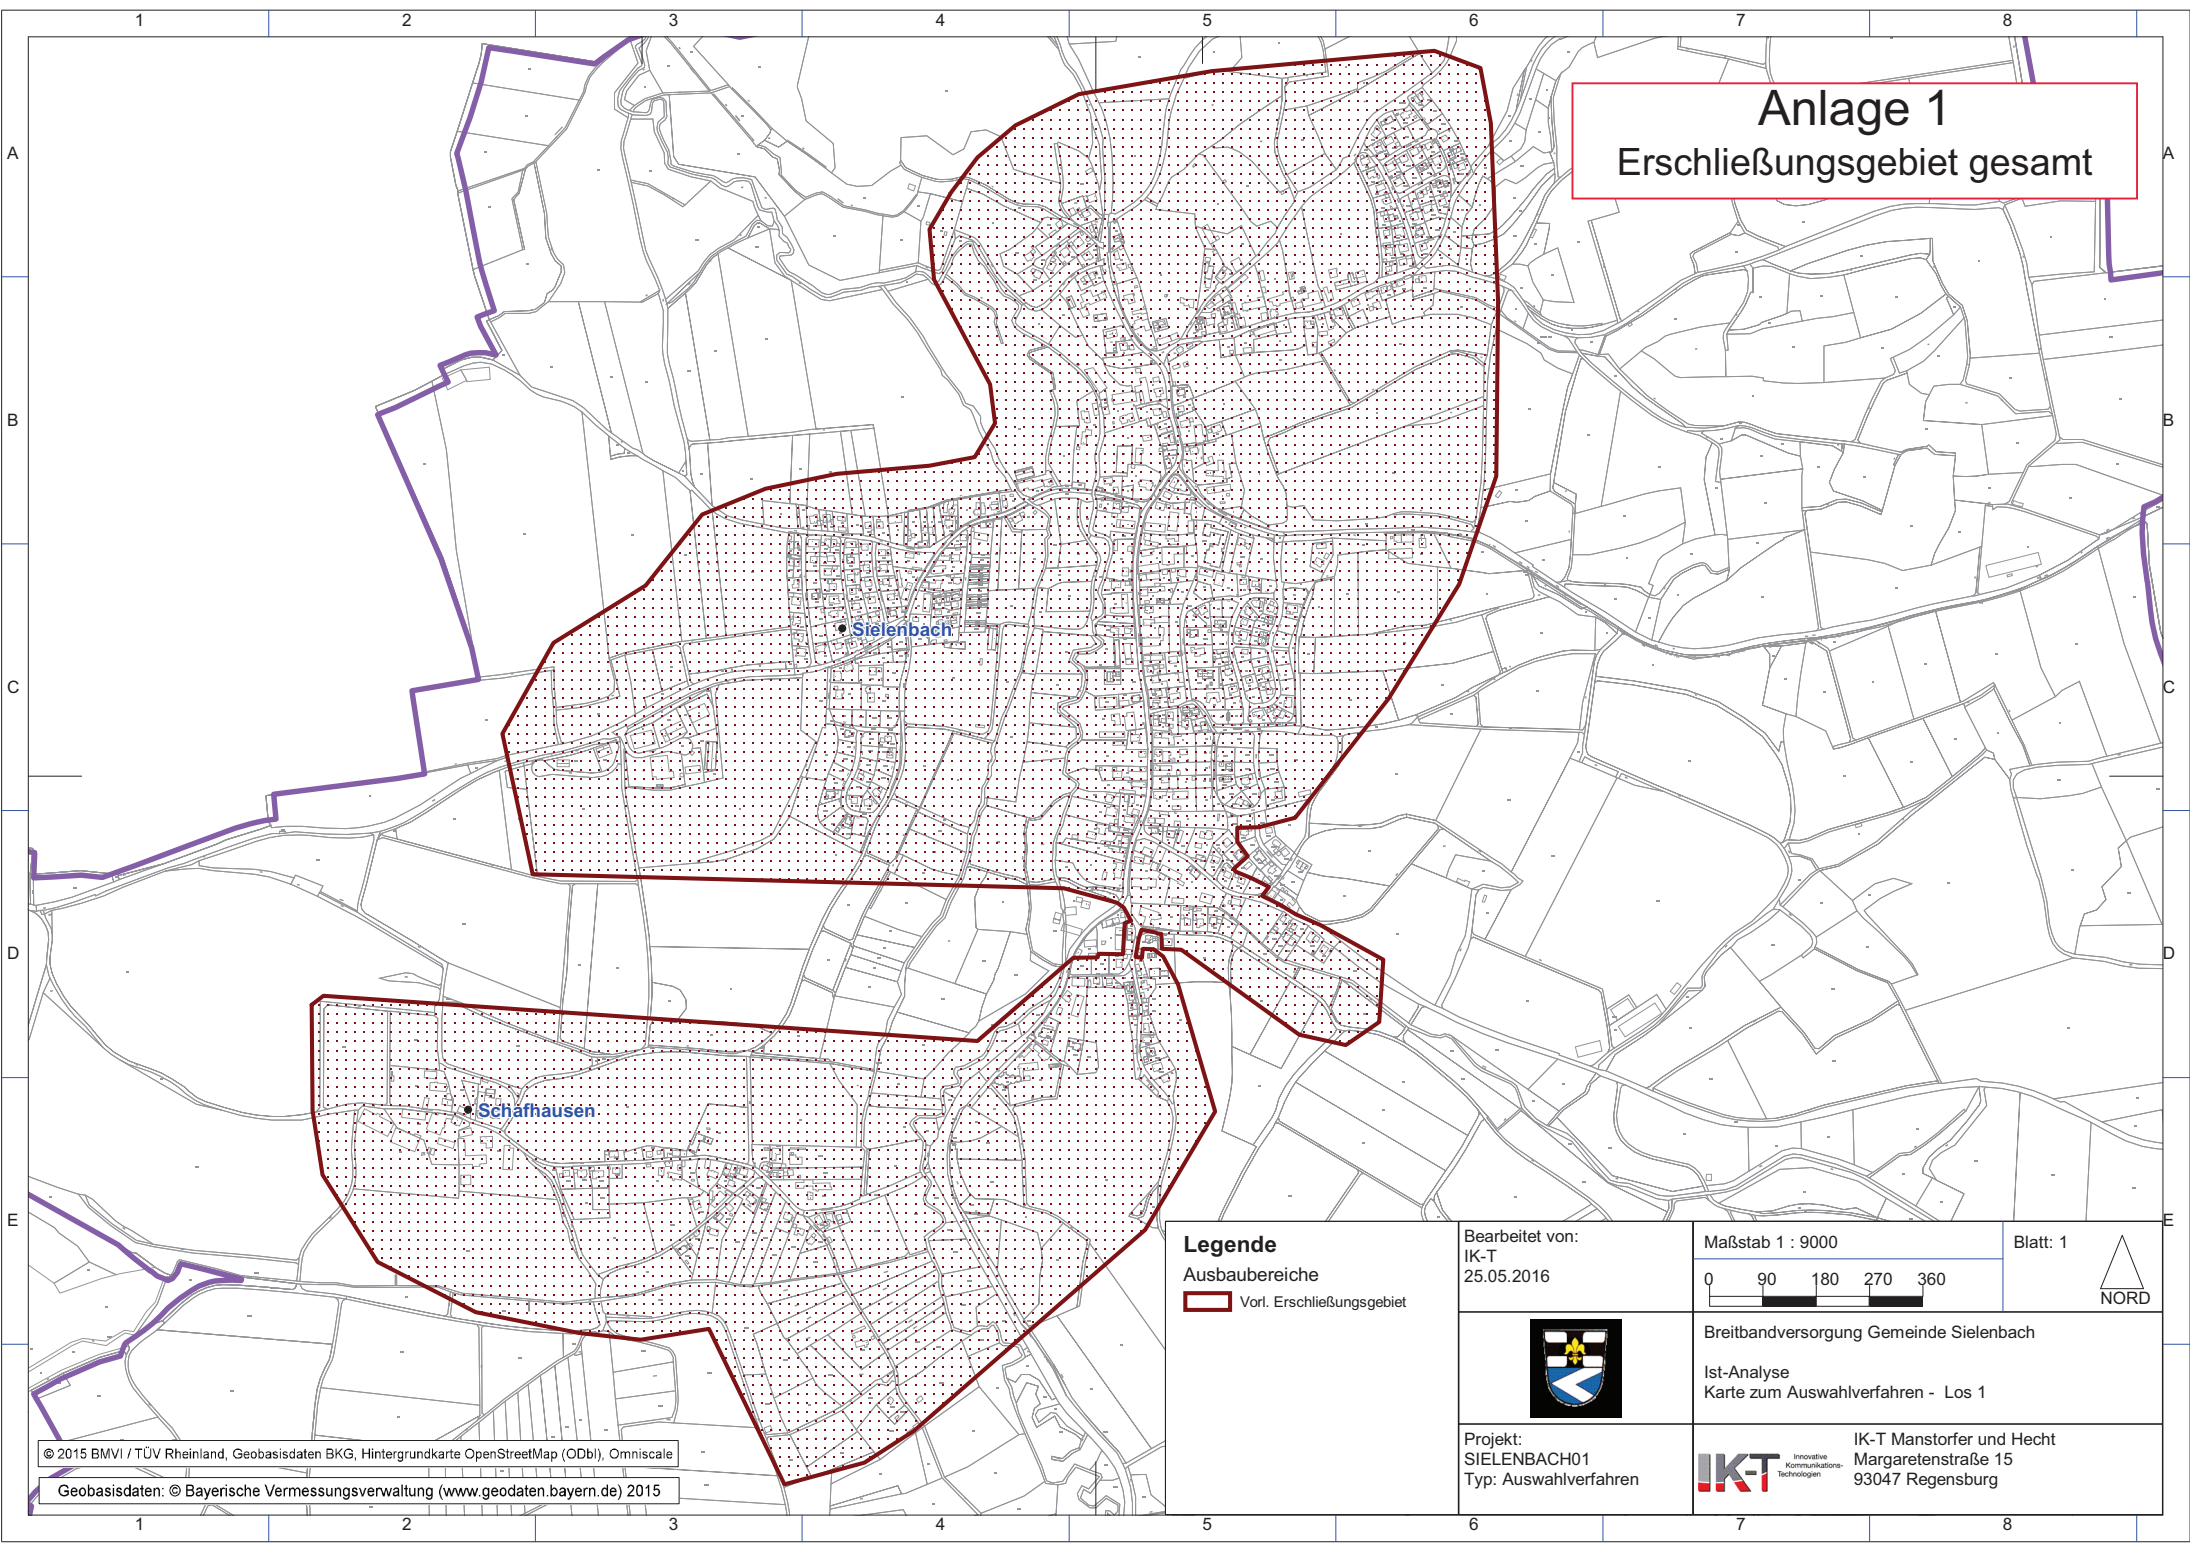 1 2 3 4 5 6 7 8
Anlage 1
Erschließungsgebiet gesamt
A A
B B
Sielenbach
C C
D D
Schafhausen
E E
Legende
Ausbaubereiche
Vorl. Erschließungsgebiet
Bearbeitet von:
IK-T
25.05.2016
Maßstab 1 : 9000
0 90 180 270 360
Blatt: 1
NORD
Breitbandversorgung Gemeinde Sielenbach
Ist-Analyse
Karte zum Auswahlverfahren - Los 1
Projekt:
SIELENBACH01
Typ: Auswahlverfahren
IK-T
Innovative
Kommunikations-
Technologien
IK-T Manstorfer und Hecht
Margaretenstraße 15
93047 Regensburg
© 2015 BMVI / TÜV Rheinland, Geobasisdaten BKG, Hintergrundkarte OpenStreetMap (ODbl), Omniscale
Geobasisdaten: © Bayerische Vermessungsverwaltung (www.geodaten.bayern.de) 2015
1 2 3 4 5 6 7 8